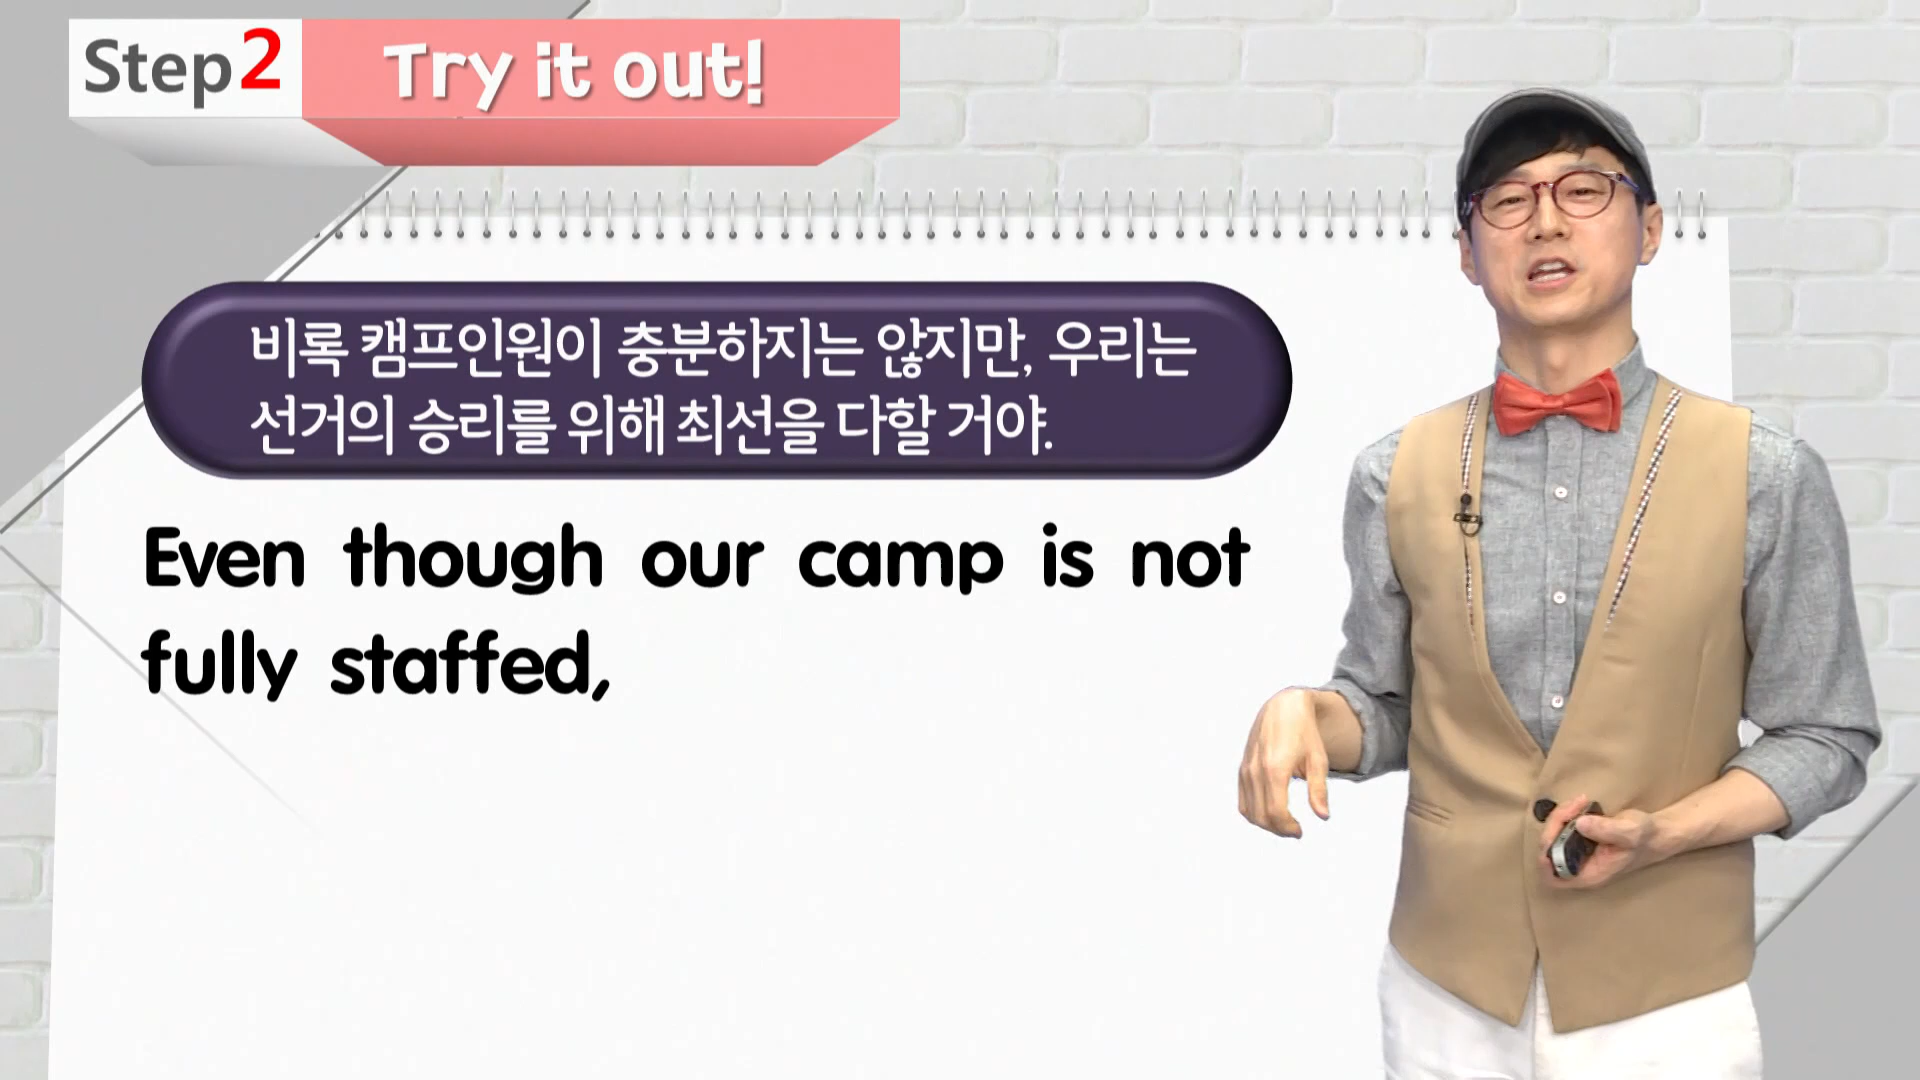 Step2
Try it out!
비록 캠프인원이 충분하지는 않지만, 우리는
선거의 승리를 위해 최선을 다할 거야.
Even though our camp is not
fully staffed,